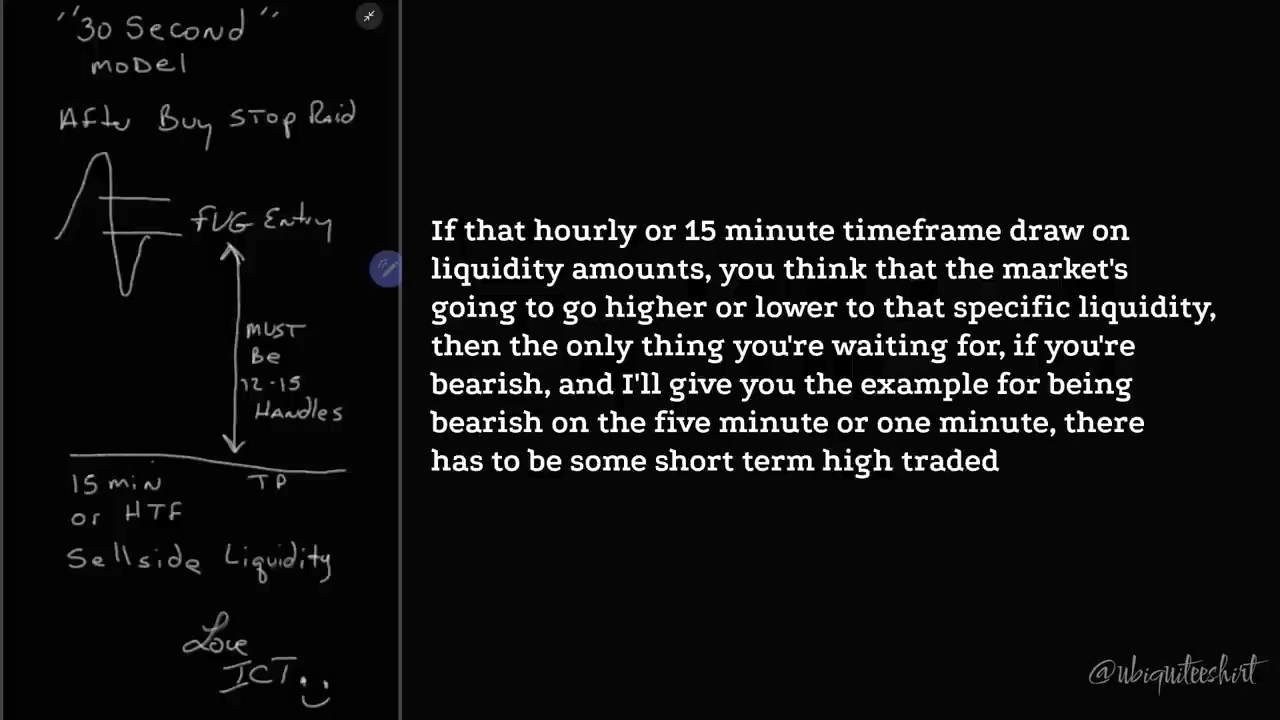 "30 Second"
model
After Buy Stop Raid
FVG Entry
MUST
Be
12-15
HANDLES
15 min
TP
or HTF
Sellside Liquidity
Love
ICT
If that hourly or 15 minute timeframe draw on
liquidity amounts, you think that the market's
going to go higher or lower to that specific liquidity,
then the only thing you're waiting for, if you're
bearish, and I'll give you the example for being
bearish on the five minute or one minute, there
has to be some short term high traded
@ubiquiteeshirt